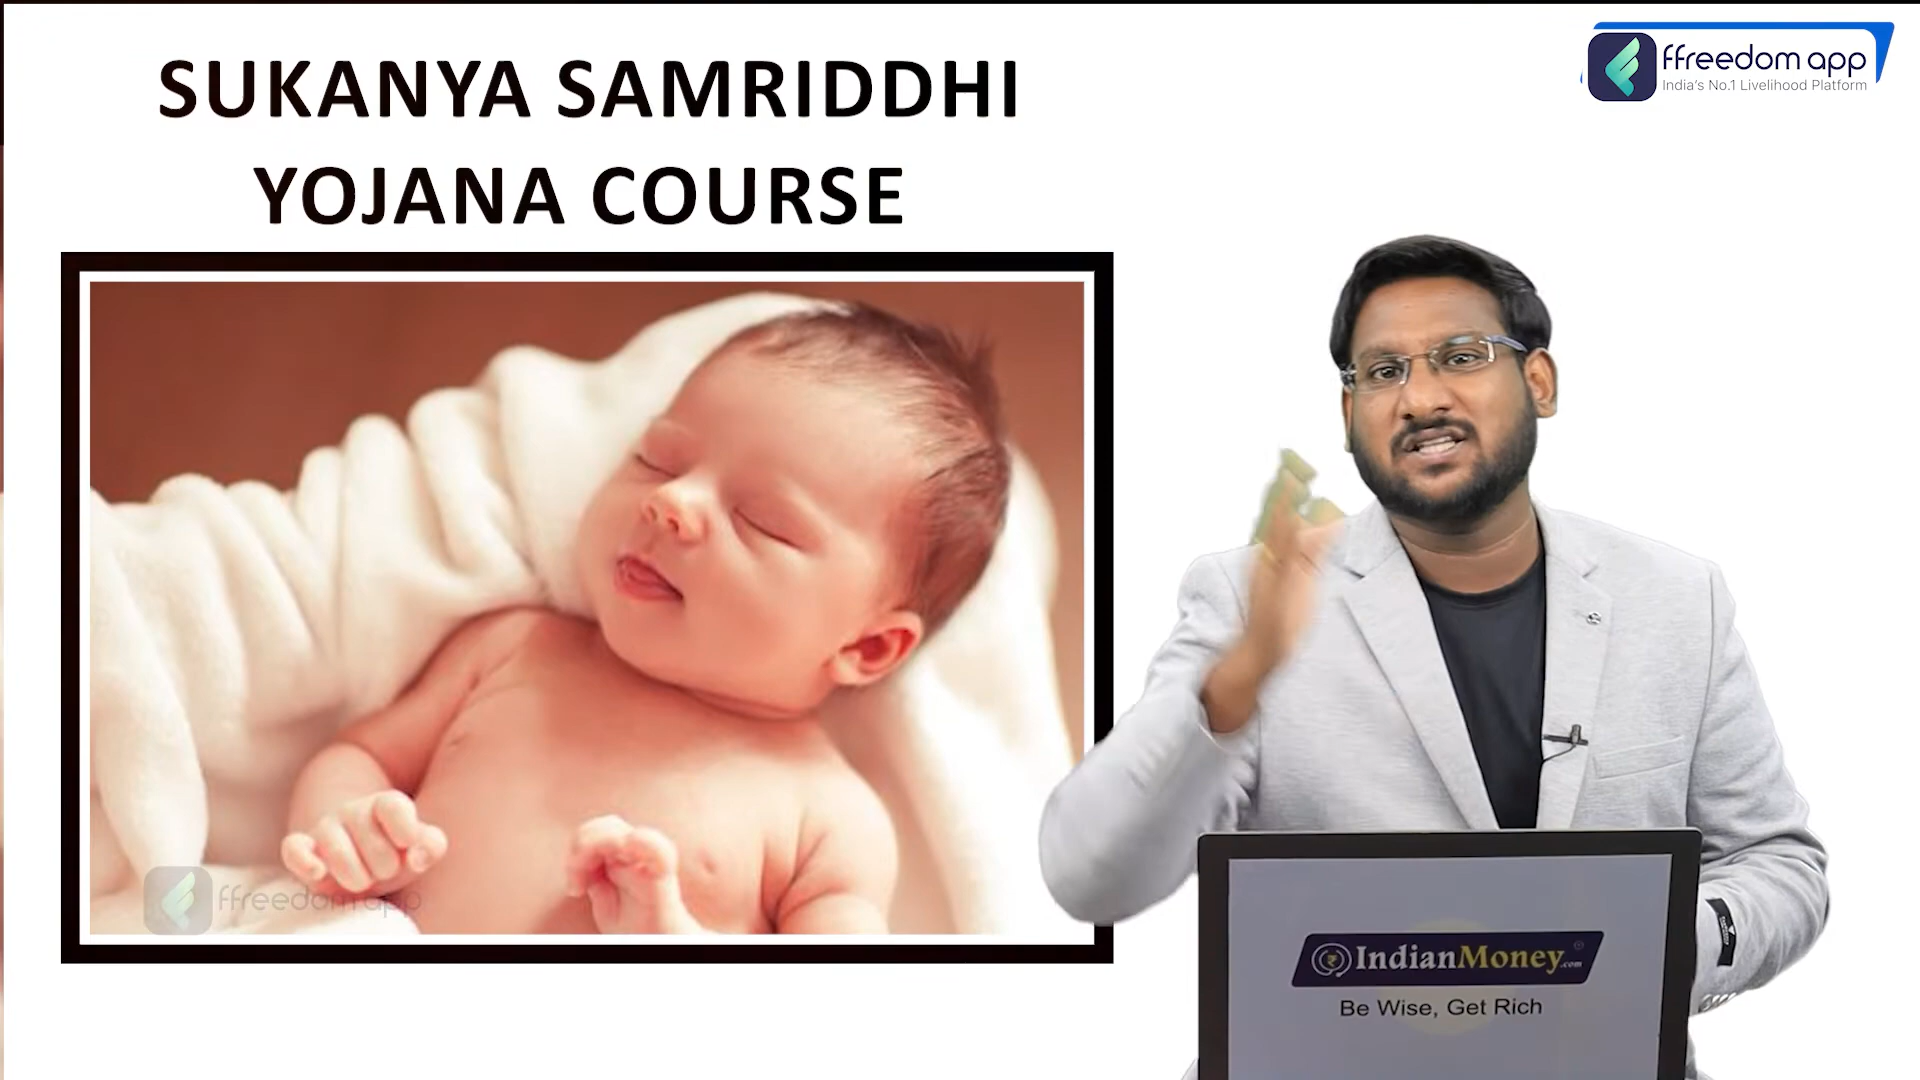 SUKANYA SAMRIDDHI
YOJANA COURSE
ffreedom app
India's No.1 Livelihood Platform
ffreedom app
IndianMoney.com
Be Wise, Get Rich